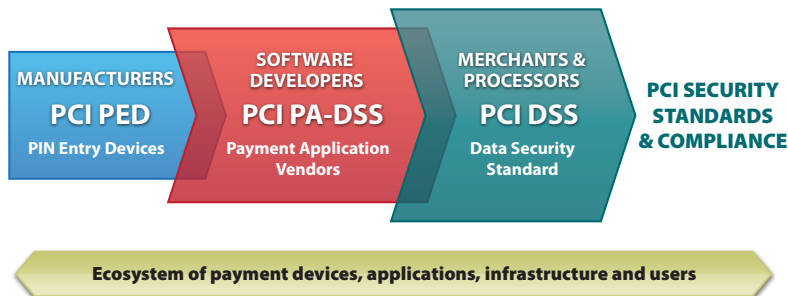 MANUFACTURERS
PCI PED
PIN Entry Devices
SOFTWARE
DEVELOPERS
PCI PA-DSS
Payment Application
Vendors
MERCHANTS &
PROCESSORS
PCI DSS
Data Security
Standard
PCI SECURITY
STANDARDS
& COMPLIANCE
Ecosystem of payment devices, applications, infrastructure and users